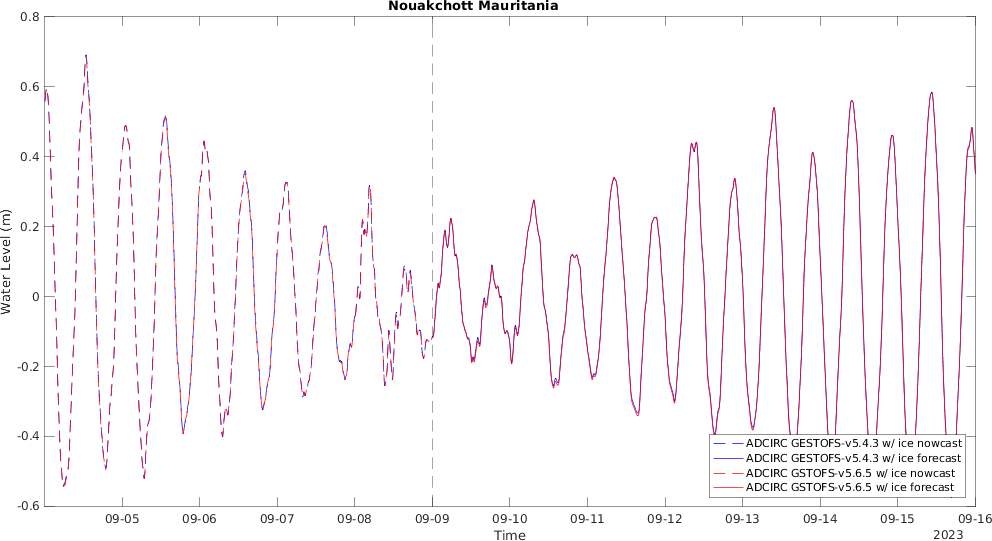 Nouakchott Mauritania
0.8
0.6
0.4
0.2
0
-0.2
-0.4
-0.6
Water Level (m)
ADCIRC GESTOFS-v5.4.3 w/ ice nowcast
ADCIRC GESTOFS-v5.4.3 w/ ice forecast
ADCIRC GSTOFS-v5.6.5 w/ ice nowcast
ADCIRC GSTOFS-v5.6.5 w/ ice forecast
09-05 09-06 09-07 09-08 09-09 09-10 09-11 09-12 09-13 09-14 09-15 09-16
Time
2023